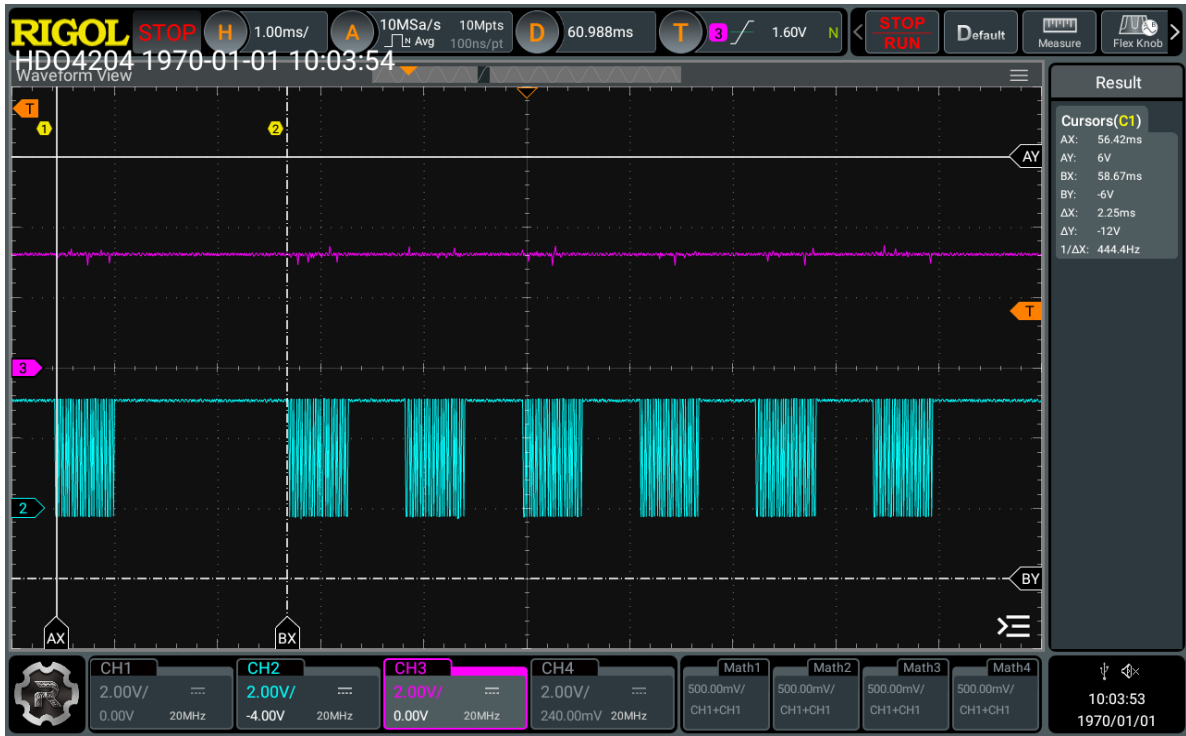 RIGOL STOP H 1.00ms/ A 10MSa/s 10Mpts D 60.988ms T 3 1.60V N < STOP Default Measure Flex Knob >
N Avg 100ns/pt RUN
HDO4204 1970-01-01 10:03:54
Waveform View
Result
T
1 2
Cursors(C1)
AX: 56.42ms
AY: 6V
BX: 58.67ms
BY: -6V
ΔX: 2.25ms
ΔY: -12V
1/ΔX: 444.4Hz
AY
T
3
2
BY
AX BX
CH1 CH2 CH3 CH4 Math1 Math2 Math3 Math4
2.00V/ 2.00V/ 2.00V/ 2.00V/ 500.00mV/ 500.00mV/ 500.00mV/ 500.00mV/
0.00V 20MHz -4.00V 20MHz 0.00V 20MHz 240.00mV 20MHz CH1+CH1 CH1+CH1 CH1+CH1 CH1+CH1
10:03:53
1970/01/01